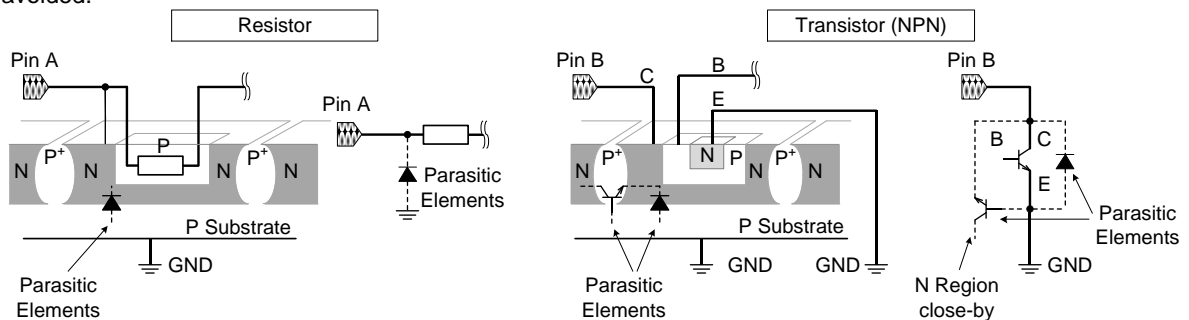 avoided.
Resistor
Transistor (NPN)
Pin A
Pin B
B
Pin B
C
E
Pin A
P
N P+ N N P+ N
N P+ N N P P+ N
B C
E
Parasitic
Elements
P Substrate
P Substrate
Parasitic
Elements
GND
GND GND
GND
Parasitic
Elements
Parasitic
Elements
N Region
close-by